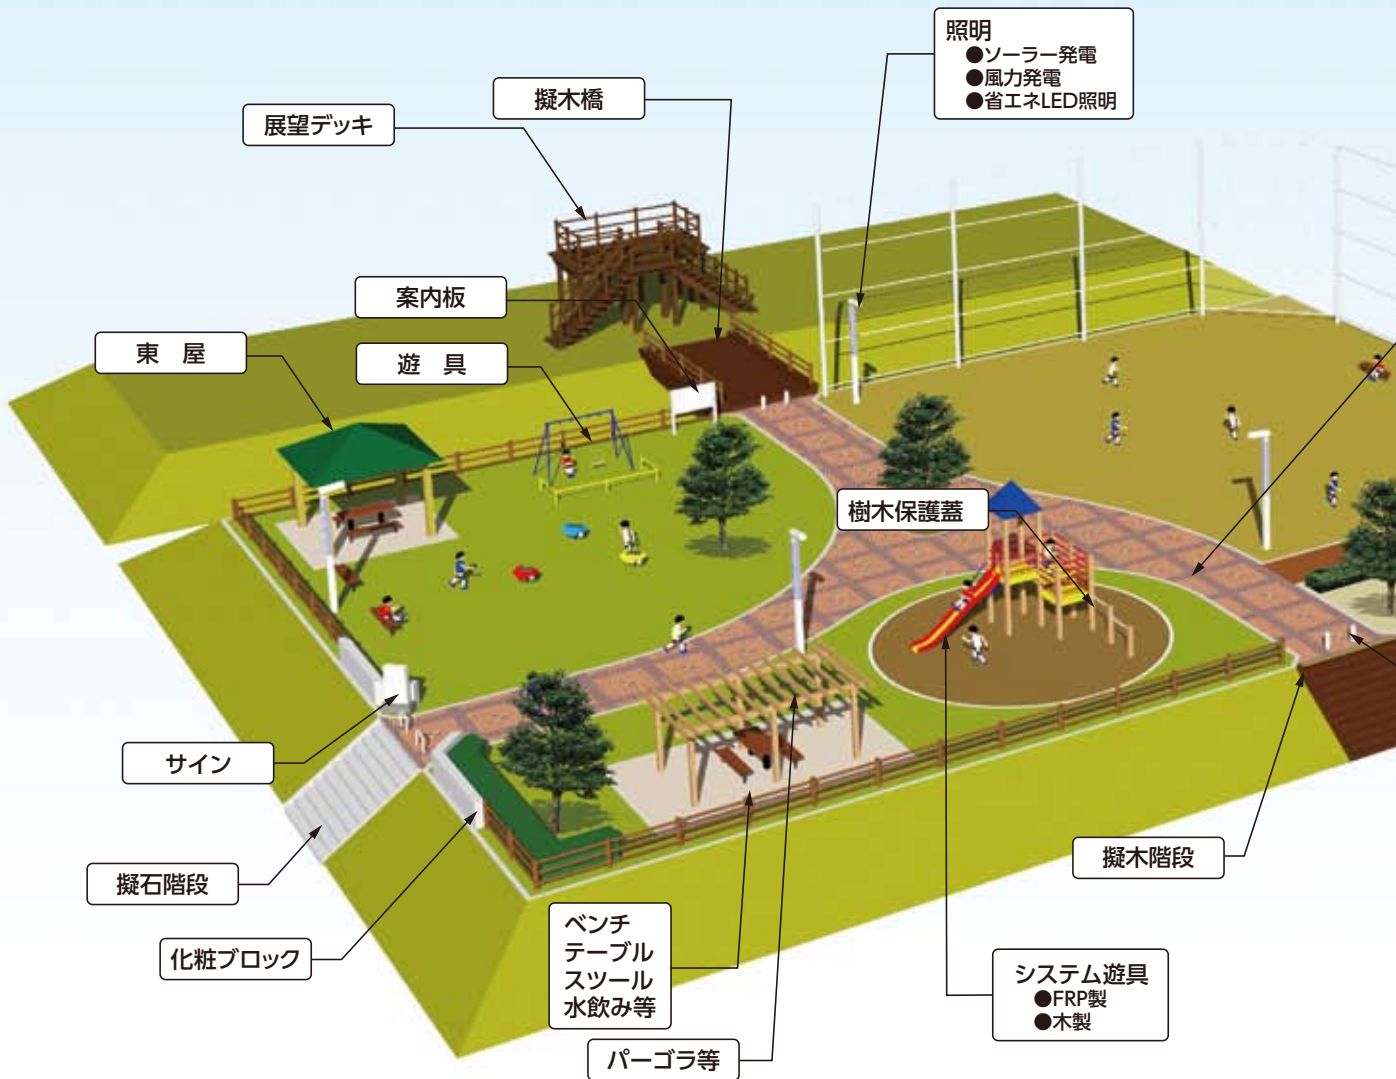 照明
●ソーラー発電
●風力発電
●省エネLED照明
擬木橋
展望デッキ
案内板
東　屋
遊　具
樹木保護蓋
サイン
擬石階段
化粧ブロック
ベンチ
テーブル
スツール
水飲み等
パーゴラ等
擬木階段
システム遊具
●FRP製
●木製